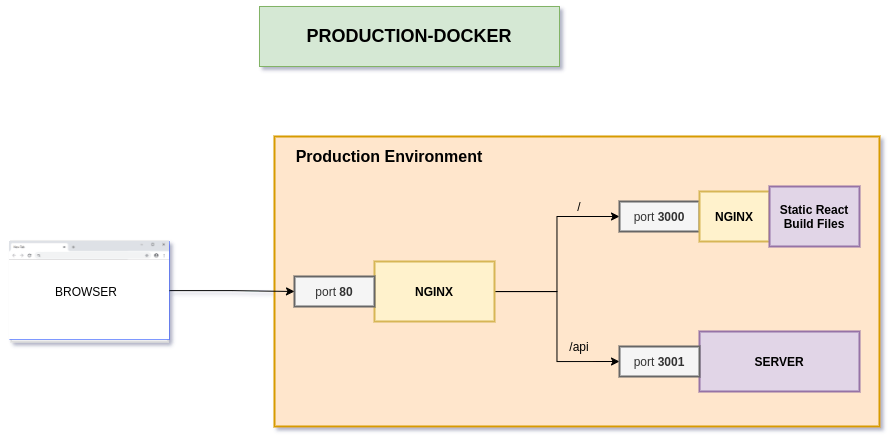 PRODUCTION-DOCKER
Production Environment
/
port 3000
NGINX
Static React
Build Files
BROWSER
port 80
NGINX
/api
port 3001
SERVER